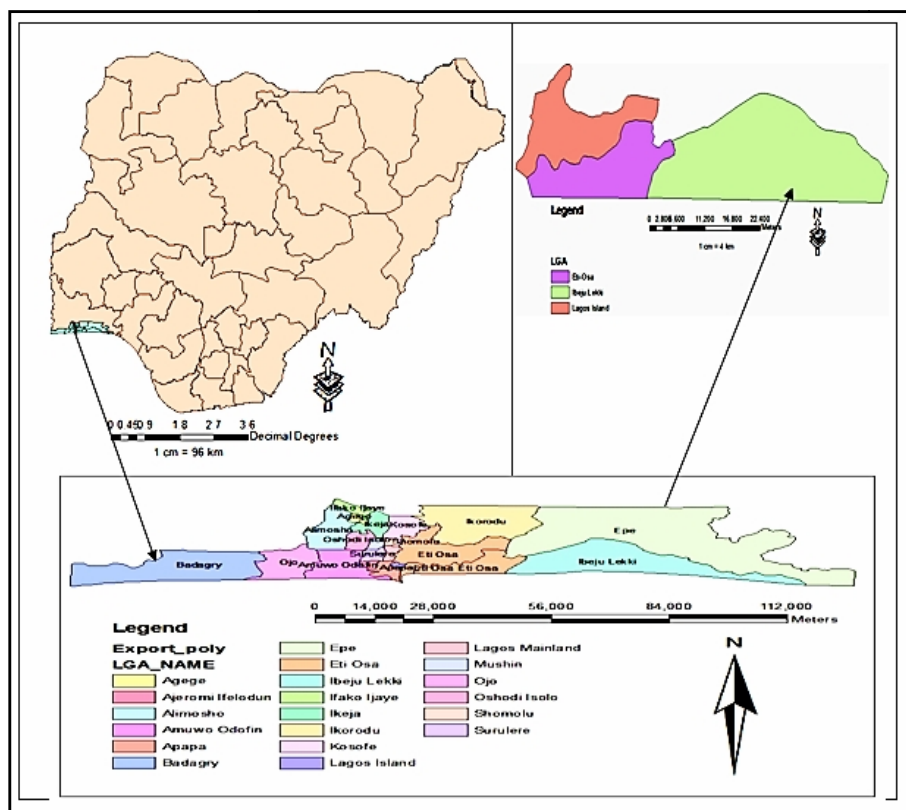 N
0 0.45 0.9 1.8 2.7 3.6
Decimal Degrees
1 cm = 96 km
Legend
0 2,800 5,600 11,200 16,800 22,400
Meters
1 cm = 4 km
N
LGA
Eti-Osa
Ibeju Lekki
Lagos Island
Ifako Ijaye
Agege
Ikeja
Kosofe
Alimosho
Oshodi Isolo
Shomolu
Ikorodu
Epe
Surulere
Eti Osa
Badagry
Ojo
Amuwo Odofin
Apapa
Eti Osa
Eti Osa
Ibeju Lekki
0 14,000 28,000 56,000 84,000 112,000
Meters
Legend
Export_poly
LGA_NAME
Agege
Ajeromi Ifelodun
Alimosho
Amuwo Odofin
Apapa
Badagry
Epe
Eti Osa
Ibeju Lekki
Ifako Ijaye
Ikeja
Ikorodu
Kosofe
Lagos Island
Lagos Mainland
Mushin
Ojo
Oshodi Isolo
Shomolu
Surulere
N